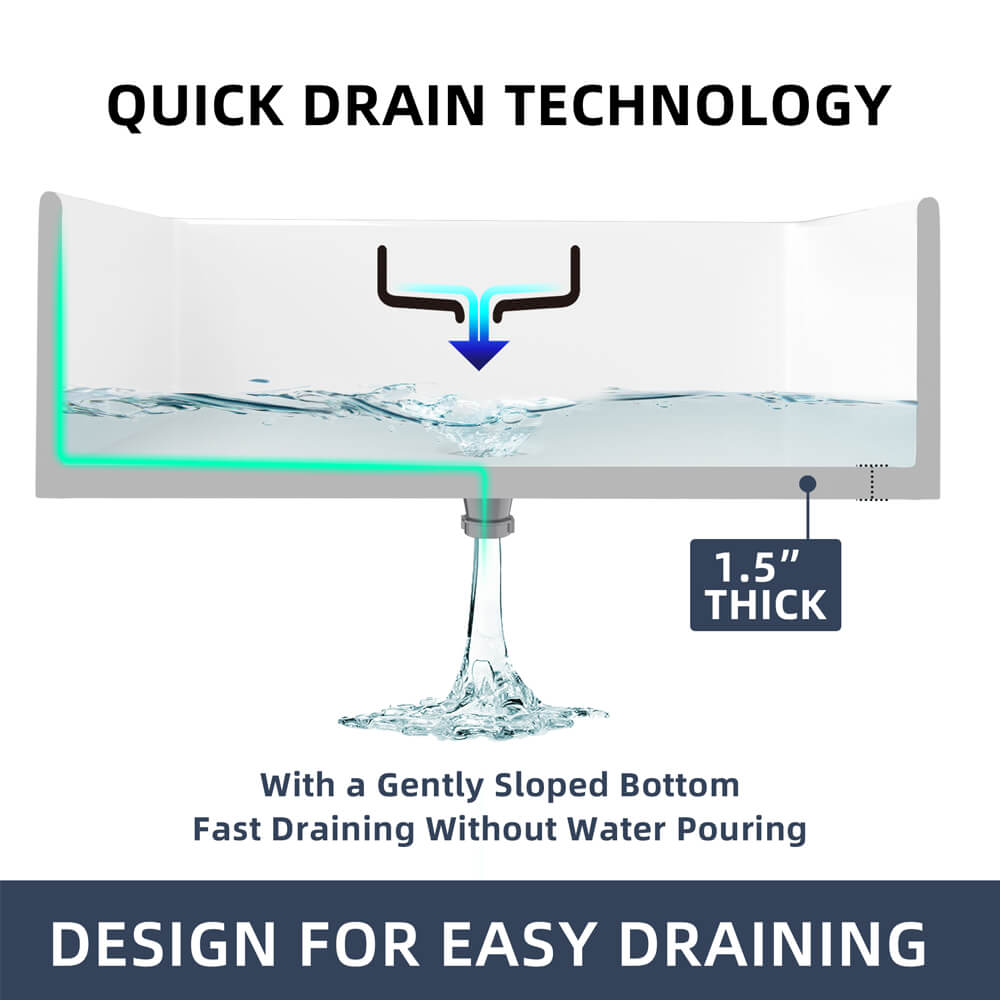 QUICK DRAIN TECHNOLOGY
1.5”
THICK
With a Gently Sloped Bottom
Fast Draining Without Water Pouring
DESIGN FOR EASY DRAINING